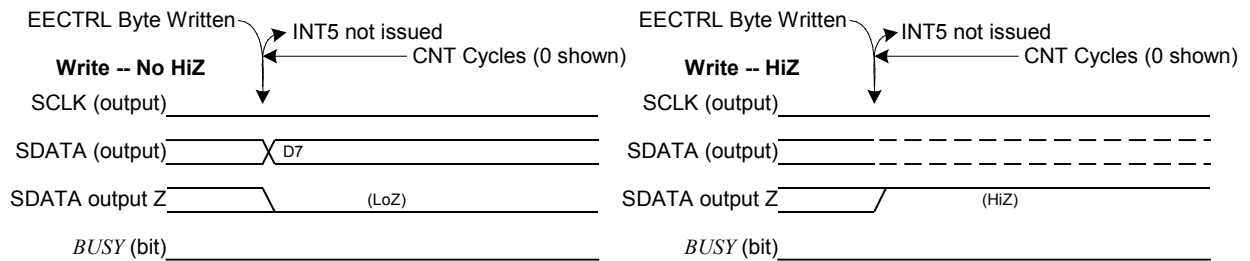 EECTRL Byte Written
INT5 not issued
CNT Cycles (0 shown)
Write -- No HiZ
SCLK (output)
SDATA (output)
D7
SDATA output Z
(LoZ)
BUSY (bit)
EECTRL Byte Written
INT5 not issued
CNT Cycles (0 shown)
Write -- HiZ
SCLK (output)
SDATA (output)
SDATA output Z
(HiZ)
BUSY (bit)